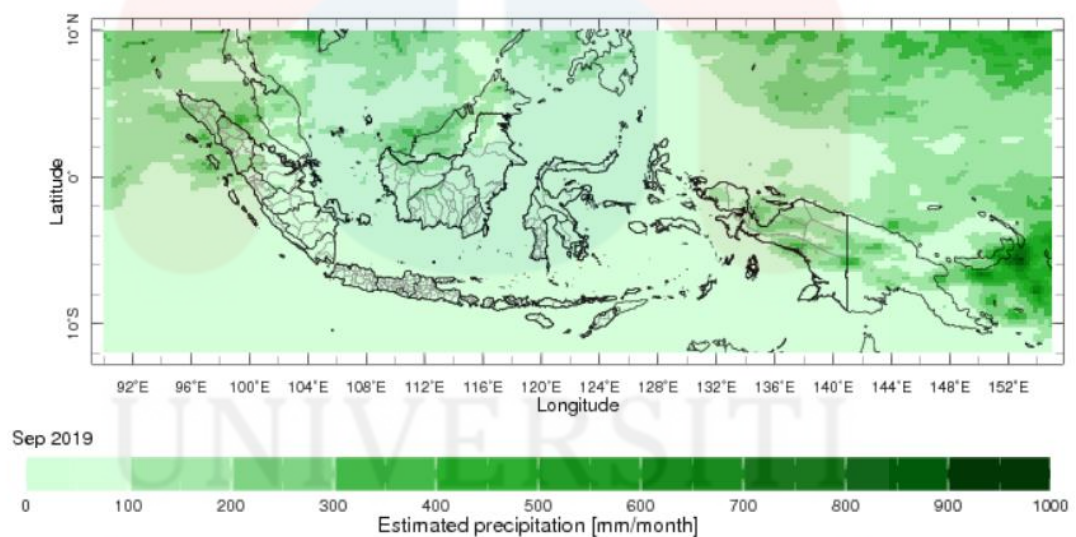 10°N
0°
10°S
Latitude
92°E 96°E 100°E 104°E 108°E 112°E 116°E 120°E 124°E 128°E 132°E 136°E 140°E 144°E 148°E 152°E
Longitude
UNIVERSITI
Sep 2019
0 100 200 300 400 500 600 700 800 900 1000
Estimated precipitation [mm/month]